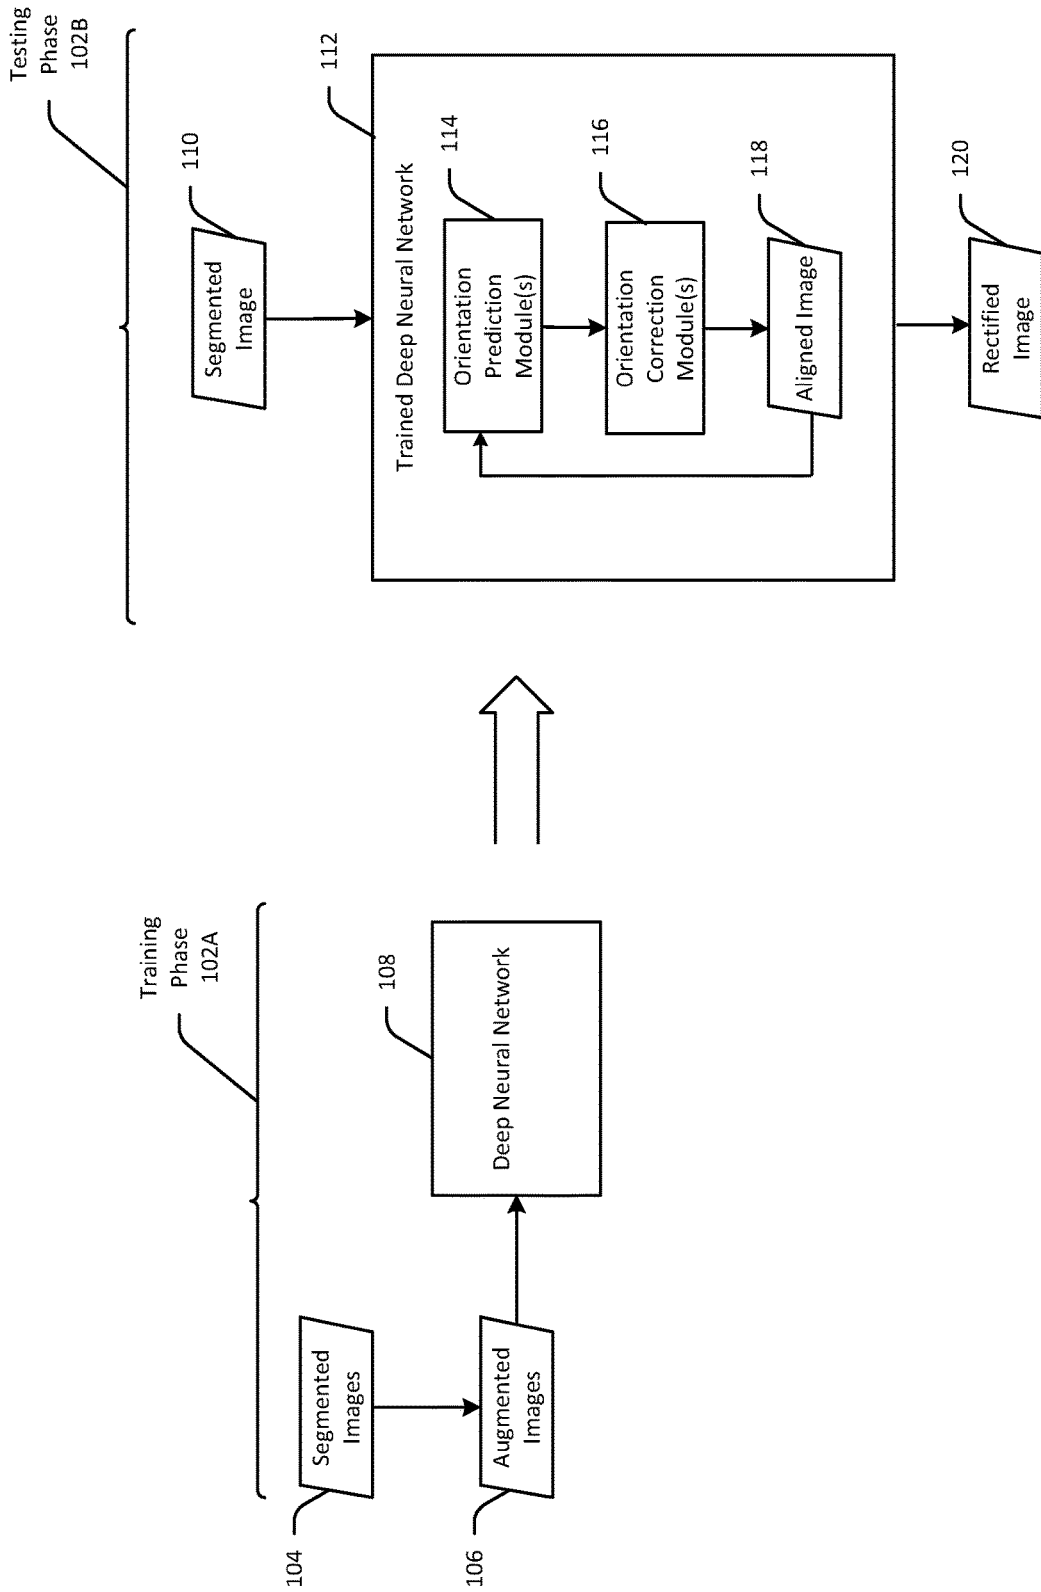 Training
Phase
102A
104
Segmented
Images
106
Augmented
Images
108
Deep Neural Network
Testing
Phase
102B
110
Segmented
Image
112
Trained Deep Neural Network
114
Orientation
Prediction
Module(s)
116
Orientation
Correction
Module(s)
118
Aligned Image
120
Rectified
Image